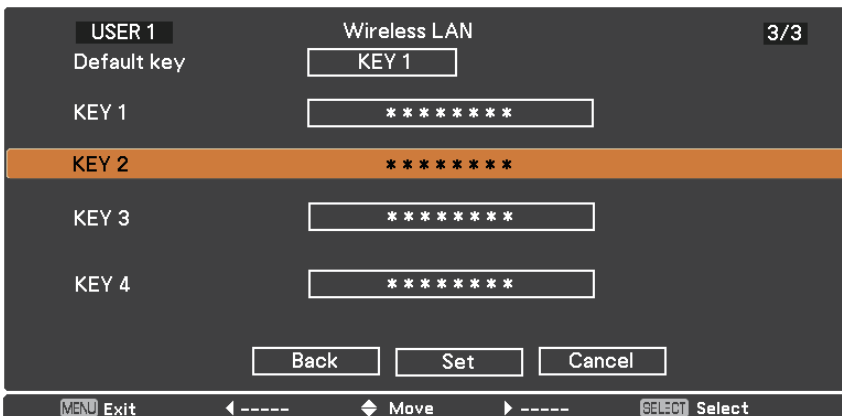 USER 1 Wireless LAN 3/3
Default key KEY 1
KEY 1 ********
KEY 2 ********
KEY 3 ********
KEY 4 ********
Back Set Cancel
MENU Exit ----- Move ----- SELECT Select